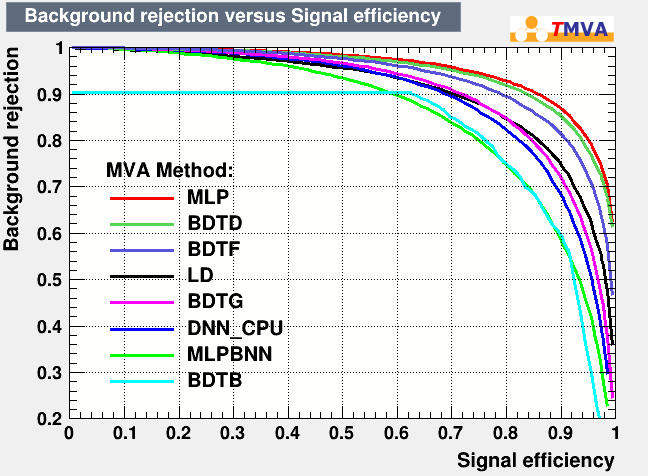 Background rejection versus Signal efficiency
TMVA
Background rejection
1
0.9
0.8
0.7
0.6
0.5
0.4
0.3
0.2
MVA Method:
MLP
BDTD
BDTF
LD
BDTG
DNN_CPU
MLPBNN
BDTB
0 0.1 0.2 0.3 0.4 0.5 0.6 0.7 0.8 0.9 1
Signal efficiency